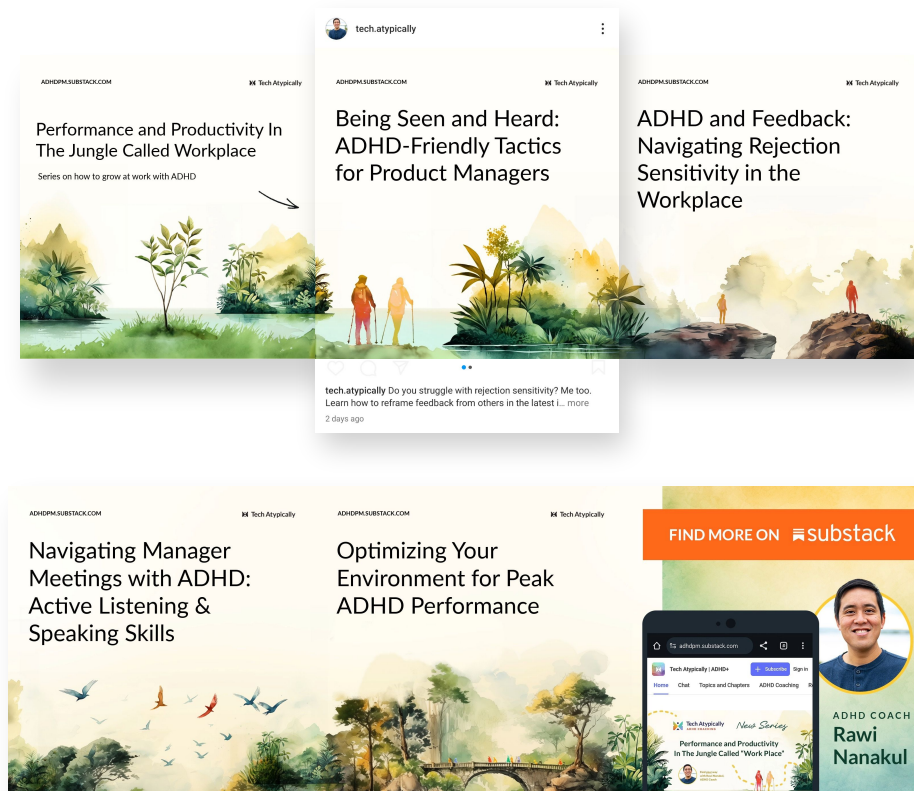 tech.atypically
ADHDPM.SUBSTACK.COM
Tech Atypically
Performance and Productivity In
The Jungle Called Workplace
Series on how to grow at work with ADHD
ADHDPM.SUBSTACK.COM
Tech Atypically
Being Seen and Heard:
ADHD-Friendly Tactics
for Product Managers
ADHDPM.SUBSTACK.COM
Tech Atypically
ADHD and Feedback:
Navigating Rejection
Sensitivity in the
Workplace
tech.atypically Do you struggle with rejection sensitivity? Me too.
Learn how to reframe feedback from others in the latest i... more
2 days ago
ADHDPM.SUBSTACK.COM
Tech Atypically
Navigating Manager
Meetings with ADHD:
Active Listening &
Speaking Skills
ADHDPM.SUBSTACK.COM
Tech Atypically
Optimizing Your
Environment for Peak
ADHD Performance
FIND MORE ON substack
adhdpm.substack.com
Tech Atypically | ADHD+
+ Subscribe Sign in
Home Chat Topics and Chapters ADHD Coaching R
Tech Atypically
New Series
Performance and Productivity
In The Jungle Called "Work Place"
ADHD COACH
Rawi
Nanakul